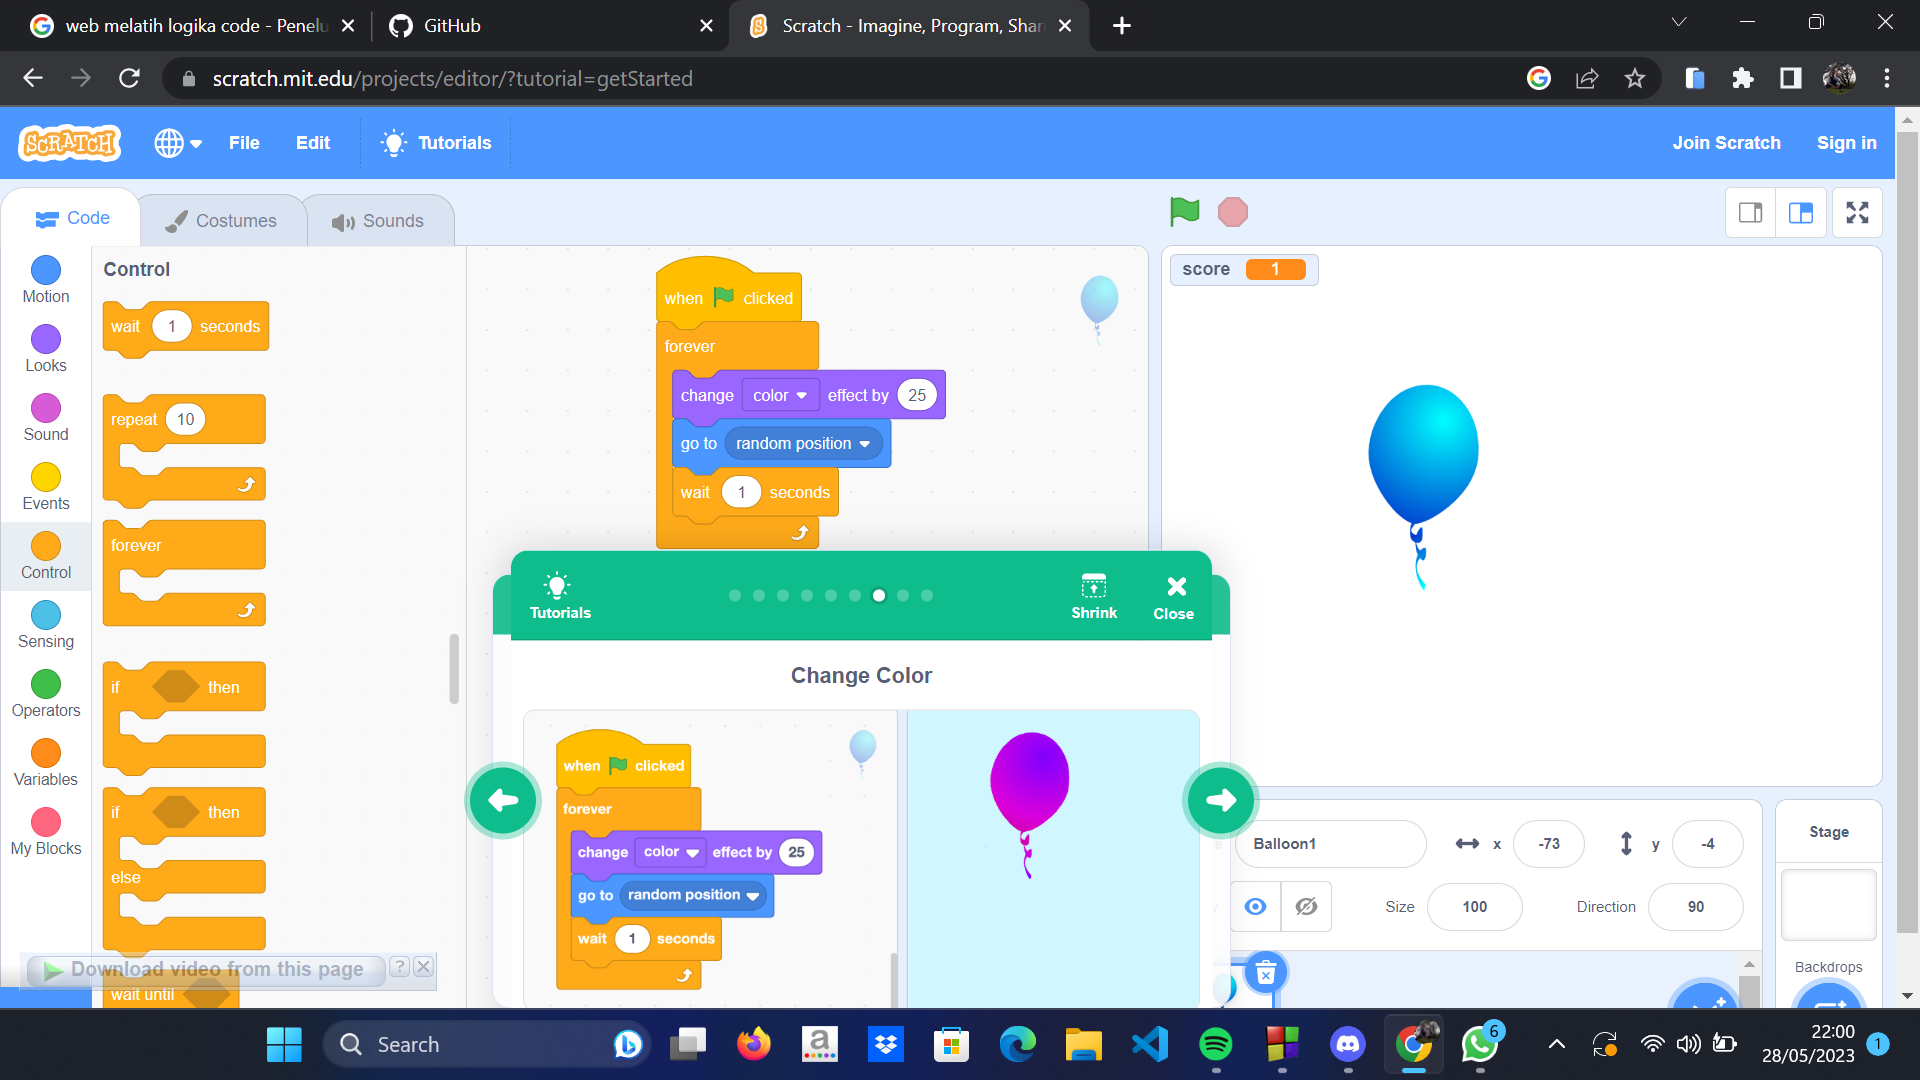 web melatih logika code - Penelu
GitHub
Scratch - Imagine, Program, Shar
scratch.mit.edu/projects/editor/?tutorial=getStarted
SCRATCH
File
Edit
Tutorials
Join Scratch
Sign in
Code
Costumes
Sounds
Motion
Looks
Sound
Events
Control
Sensing
Operators
Variables
My Blocks
Control
wait 1 seconds
repeat 10
forever
if then
if then
else
wait until
Download video from this page ?
when clicked
forever
change color effect by 25
go to random position
wait 1 seconds
score 1
Tutorials
Shrink
Close
Change Color
when clicked
forever
change color effect by 25
go to random position
wait 1 seconds
Balloon1
x -73
y -4
Size 100
Direction 90
Stage
Backdrops
Search
a
6
22:00
28/05/2023
1